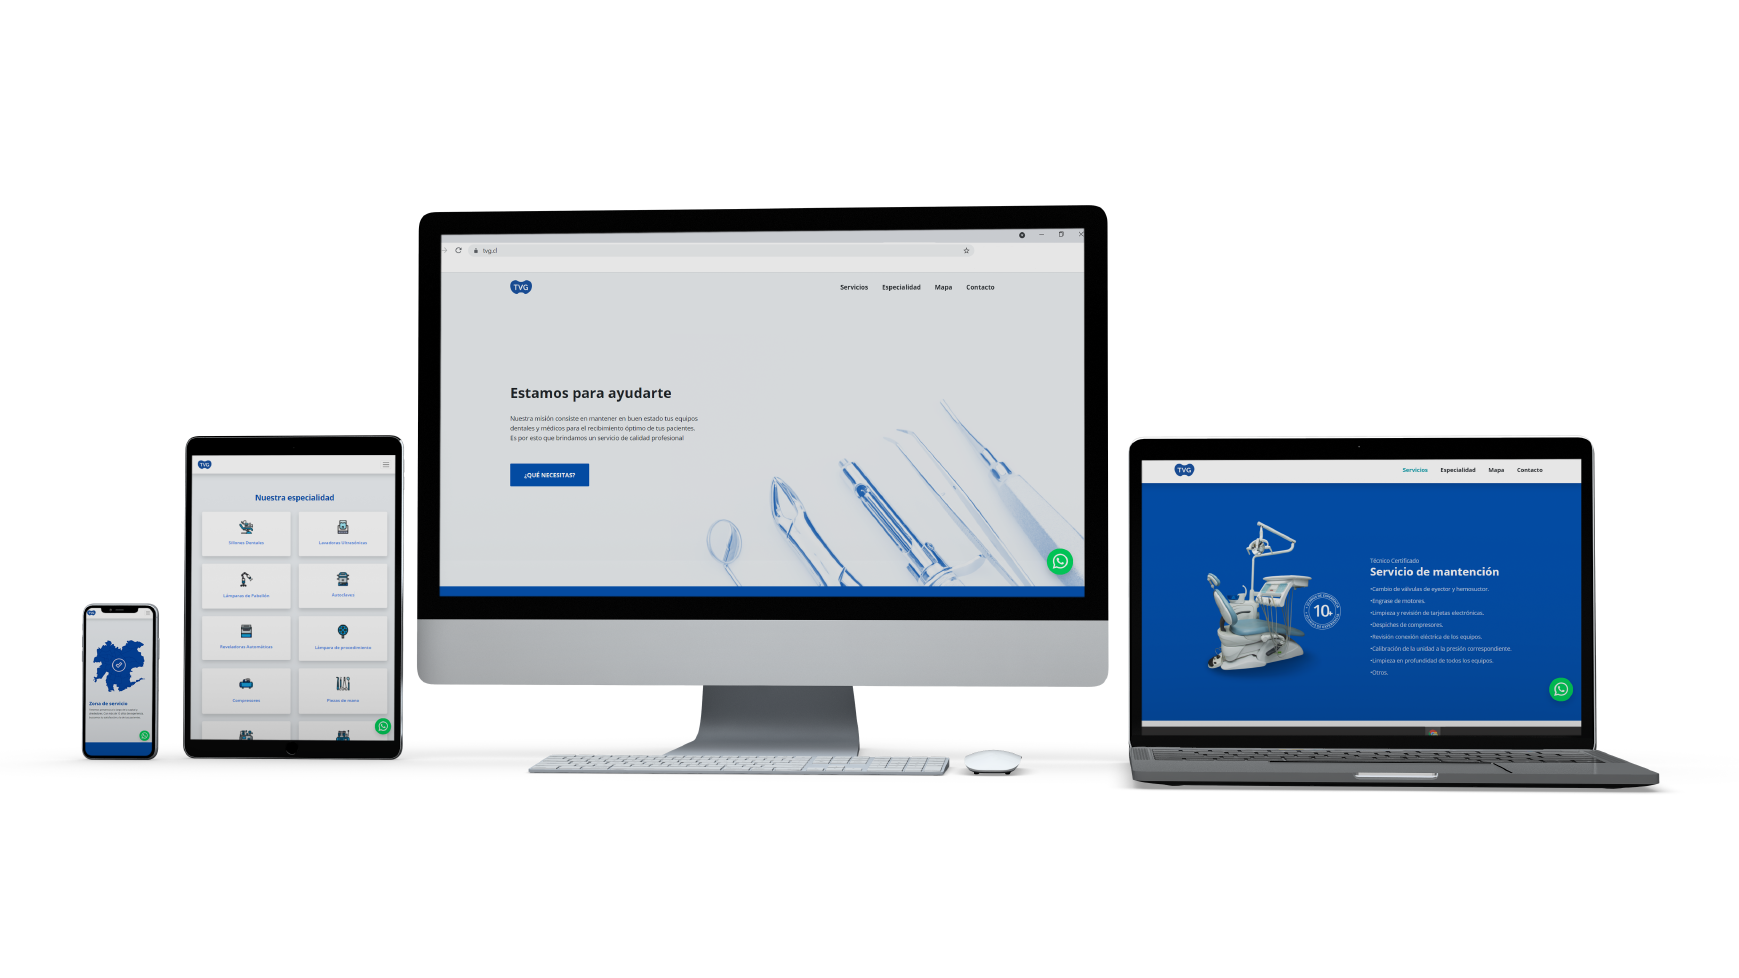 TVG
Zona de servicio
TVG
Nuestra especialidad
Sillones Dentales
Lavadoras Ultrasónicas
Lámparas de Pabellón
Autoclaves
Reveladoras Automáticas
Lámpara de procedimiento
Compresores
Piezas de mano
tvg.cl
TVG
Servicios
Especialidad
Mapa
Contacto
Estamos para ayudarte
Nuestra misión consiste en mantener en buen estado tus equipos
dentales y médicos para el recibimiento óptimo de tus pacientes.
Es por esto que brindamos un servicio de calidad profesional
¿QUÉ NECESITAS?
TVG
Servicios
Especialidad
Mapa
Contacto
10+
Técnico Certificado
Servicio de mantención
•Cambio de válvulas de eyector y hemosuctor.
•Engrase de motores.
•Limpieza y revisión de tarjetas electrónicas.
•Despiches de compresores.
•Revisión conexión eléctrica de los equipos.
•Calibración de la unidad a la presión correspondiente.
•Limpieza en profundidad de todos los equipos.
•Otros.